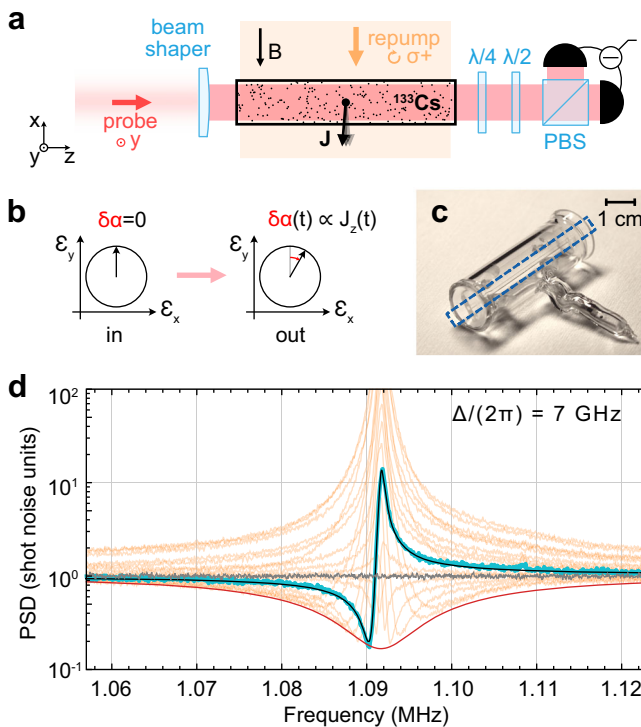 a
beam
shaper
B
repump
↻ σ+
λ/4 λ/2
−
probe
⊙ y
x
y z
J
¹³³Cs
PBS
b
δα=0
δα(t) ∝ J_z(t)
ε_y
ε_x
in
ε_y
ε_x
out
c
1 cm
d
Δ/(2π) = 7 GHz
PSD (shot noise units)
10²
10¹
10⁰
10⁻¹
1.06 1.07 1.08 1.09 1.10 1.11 1.12
Frequency (MHz)